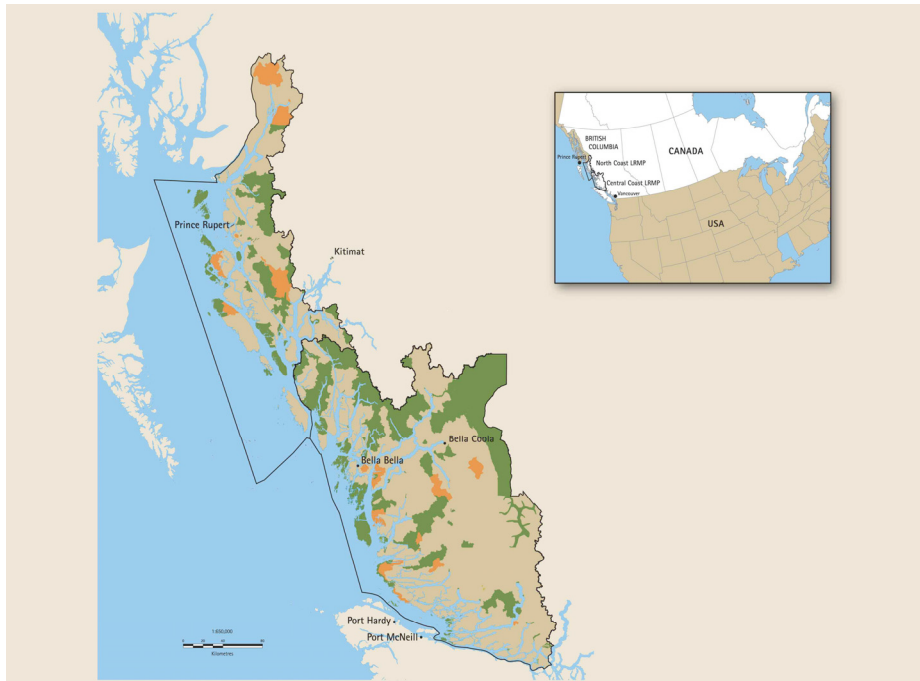 Prince Rupert
Kitimat
Bella Coola
Bella Bella
Port Hardy
Port McNeill
Kilometres
BRITISH
COLUMBIA
CANADA
Prince Rupert
North Coast LRMP
Central Coast LRMP
Vancouver
USA